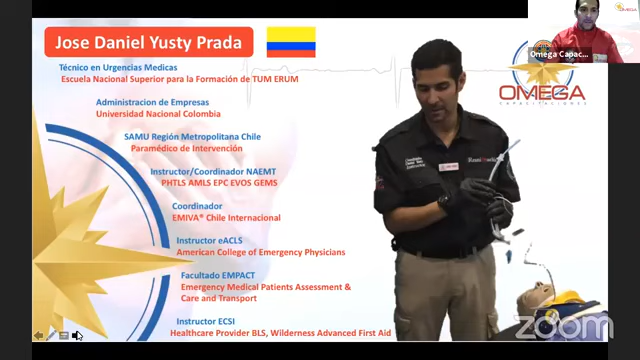 Jose Daniel Yusty Prada
Técnico en Urgencias Medicas
Escuela Nacional Superior para la Formación de TUM ERUM
Administracion de Empresas
Universidad Nacional Colombia
SAMU Región Metropolitana Chile
Paramédico de Intervención
Instructor/Coordinador NAEMT
PHTLS AMLS EPC EVOS GEMS
Coordinador
EMIVA® Chile Internacional
Instructor eACLS
American College of Emergency Physicians
Facultado EMPACT
Emergency Medical Patients Assessment &
Care and Transport
Instructor ECSI
Healthcare Provider BLS, Wilderness Advanced First Aid
OMEGA
CAPACITACIONES
Omega Capac...
zoom